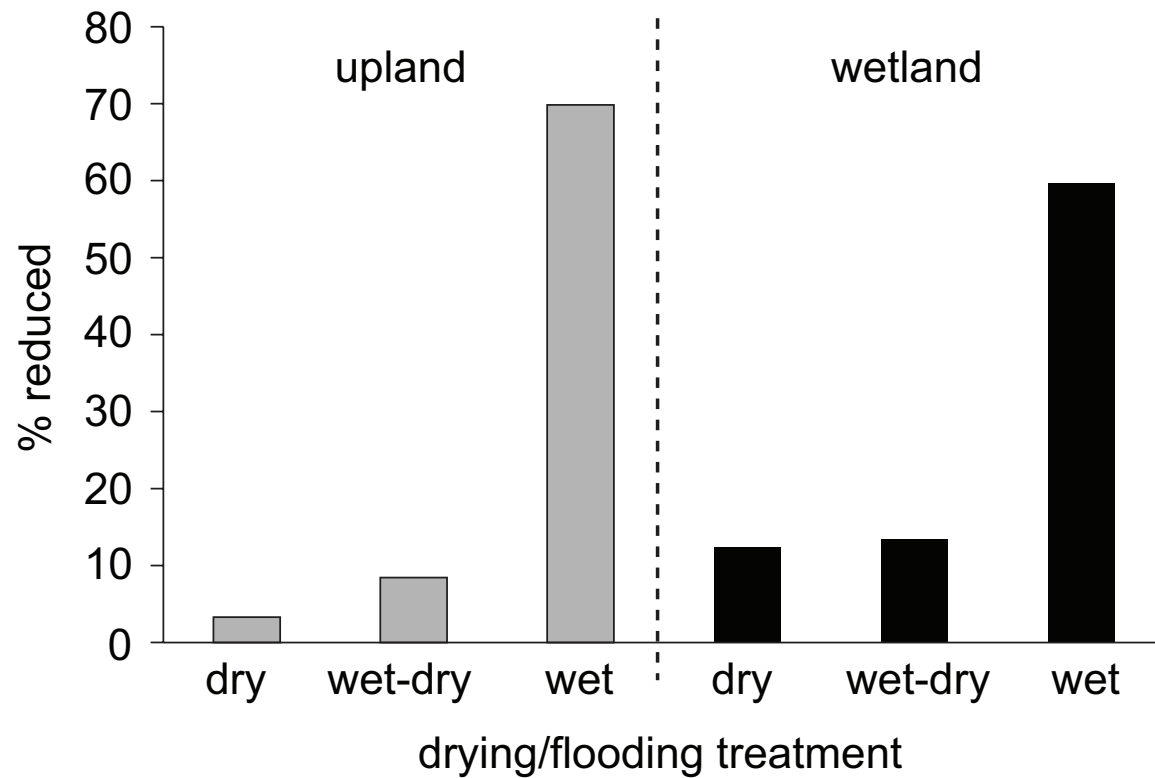 % reduced
80
70
60
50
40
30
20
10
0
upland
wetland
dry wet-dry wet dry wet-dry wet
drying/flooding treatment